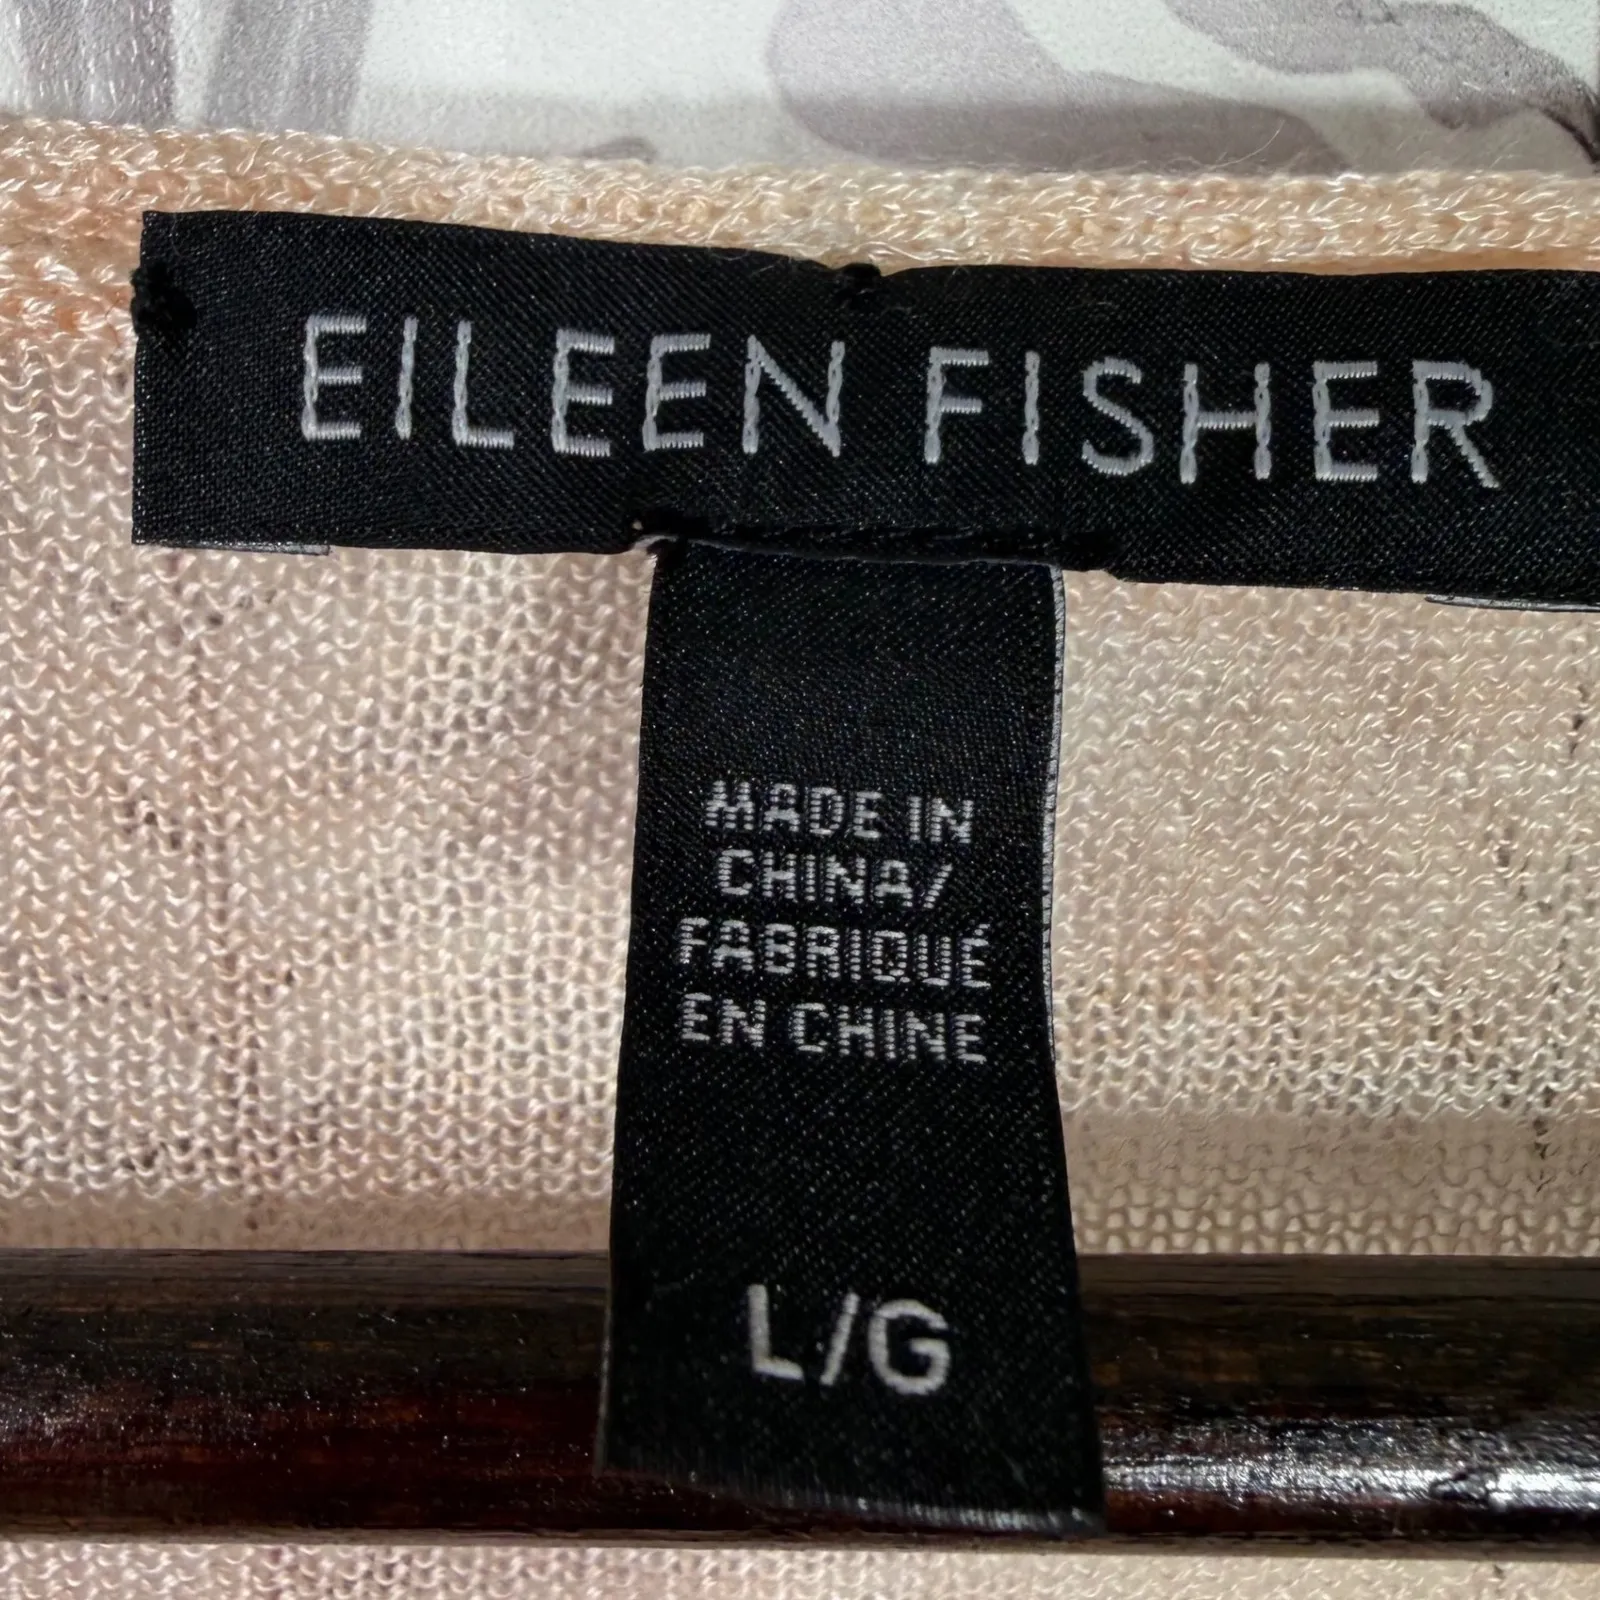 EILEEN FISHER
MADE IN
CHINA/
FABRIQUÉ
EN CHINE
L/G